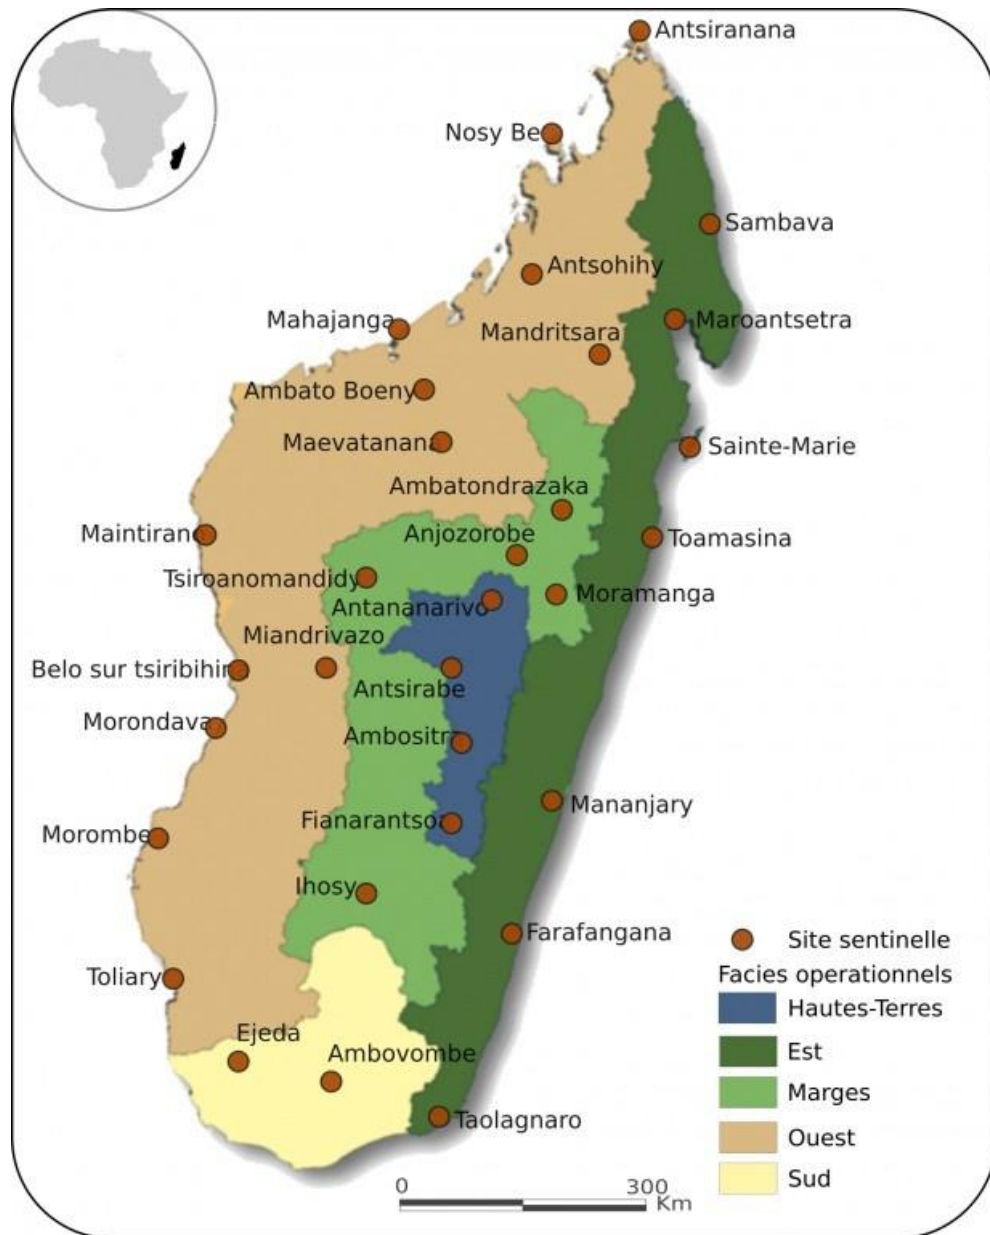 Antsiranana
Nosy Be
Sambava
Antsohihy
Mahajanga
Maroantsetra
Mandritsara
Ambato Boeny
Maevatanana
Sainte-Marie
Ambatondrazaka
Maintirano
Anjozorobe
Toamasina
Tsiroanomandidy
Moramanga
Antananarivo
Miandrivazo
Belo sur tsiribihina
Antsirabe
Morondava
Ambositra
Mananjary
Fianarantsoa
Morombe
Ihosy
Farafangana
Site sentinelle
Toliary
Facies operationnels
Hautes-Terres
Ejeda
Est
Ambovombe
Marges
Taolagnaro
Ouest
Sud
0 300
Km